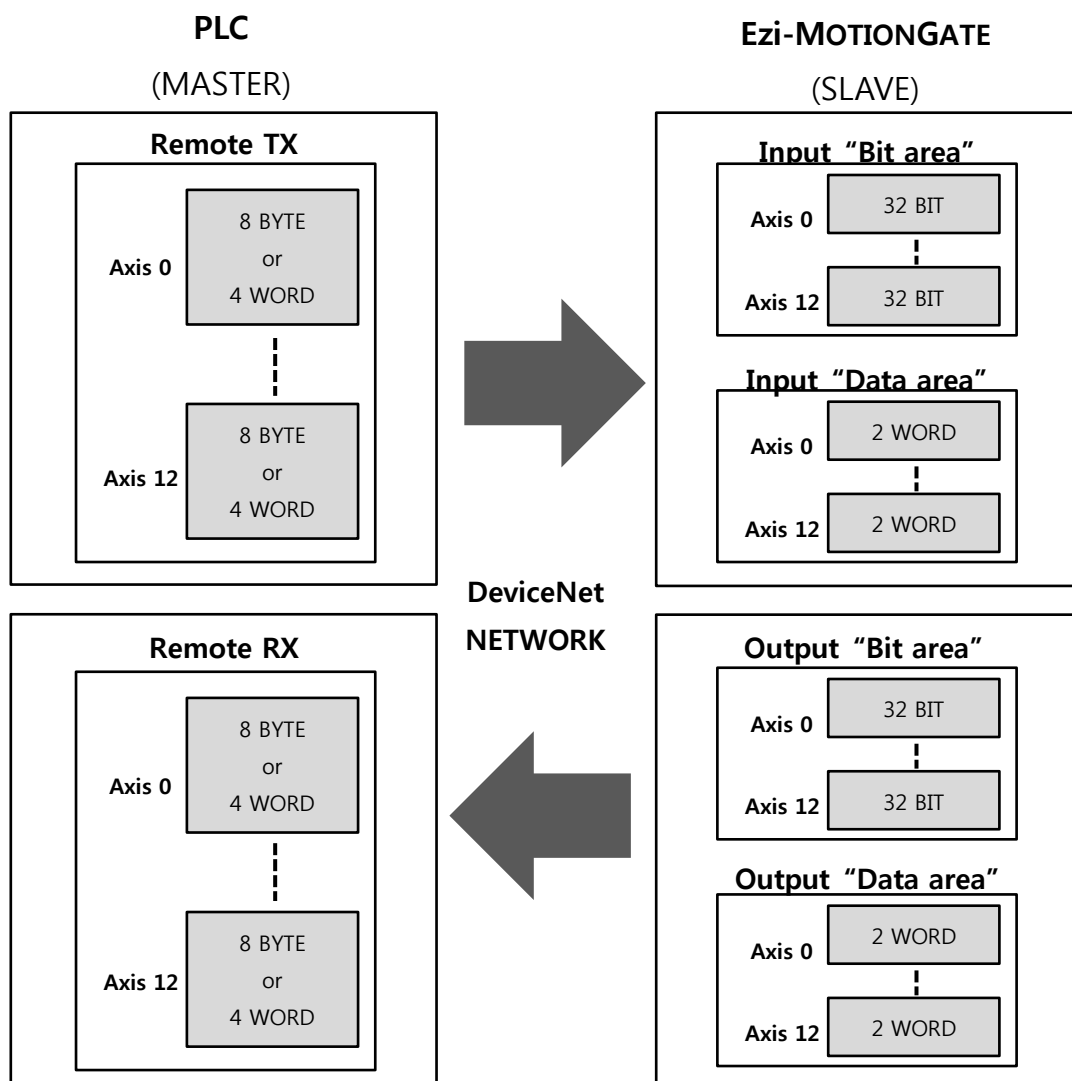 PLC
(MASTER)
Remote TX
Axis 0
8 BYTE
or
4 WORD
Axis 12
8 BYTE
or
4 WORD
Ezi-MOTIONGATE
(SLAVE)
Input “Bit area”
Axis 0
32 BIT
Axis 12
32 BIT
Input “Data area”
Axis 0
2 WORD
Axis 12
2 WORD
DeviceNet
NETWORK
Remote RX
Axis 0
8 BYTE
or
4 WORD
Axis 12
8 BYTE
or
4 WORD
Output “Bit area”
Axis 0
32 BIT
Axis 12
32 BIT
Output “Data area”
Axis 0
2 WORD
Axis 12
2 WORD